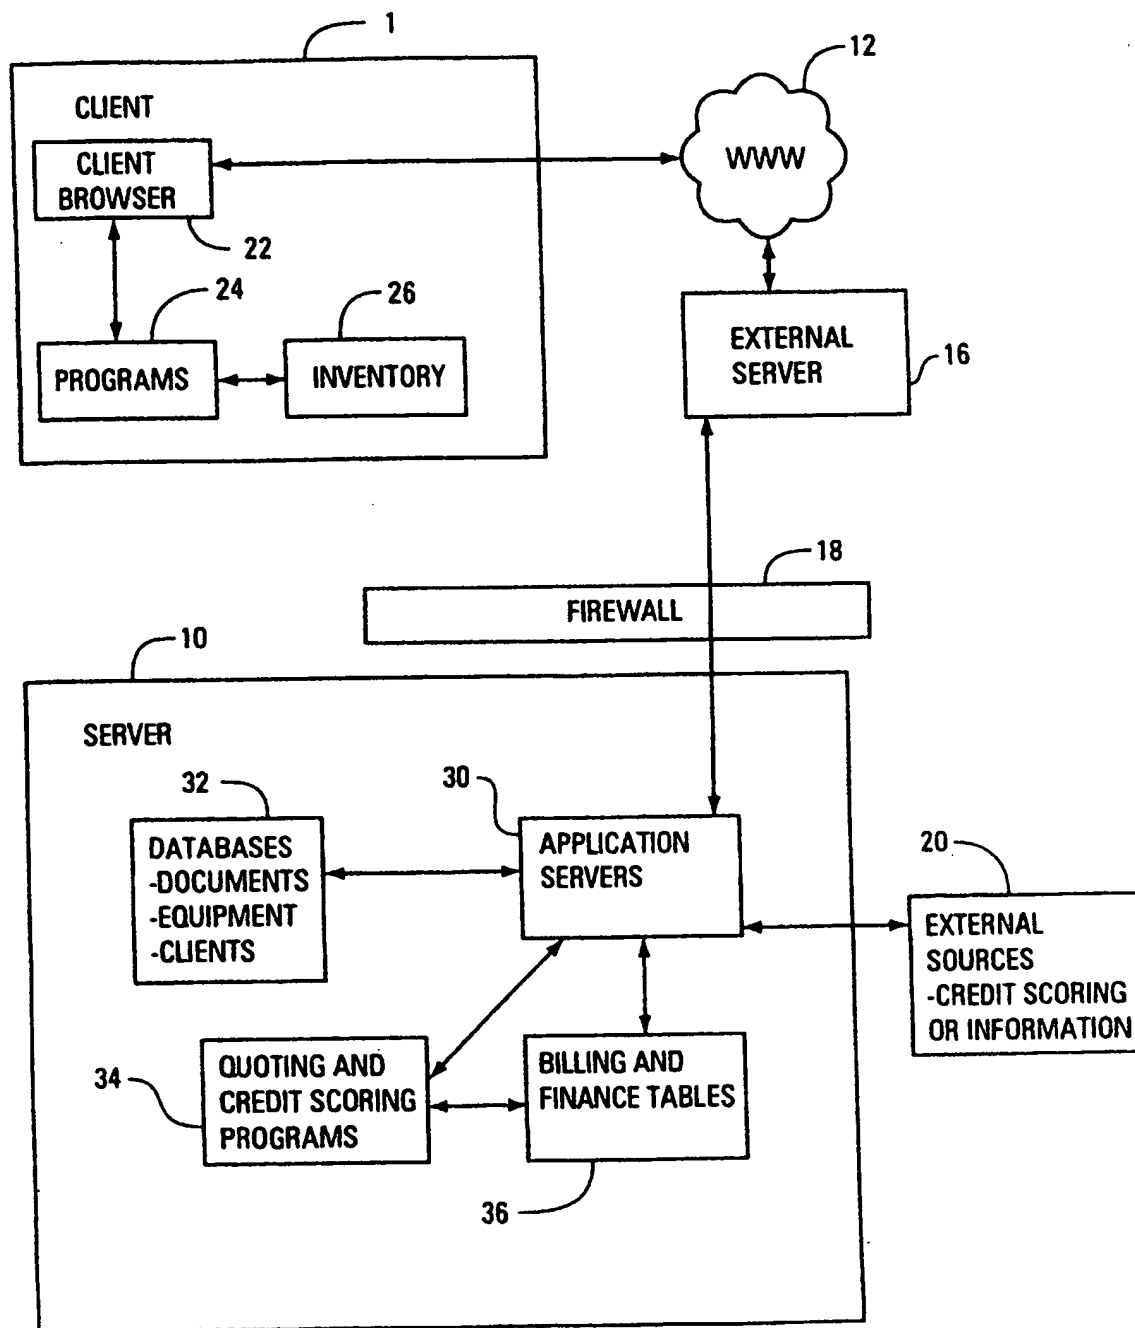 1
12
CLIENT
CLIENT
BROWSER
WWW
22
24
26
EXTERNAL
SERVER
16
PROGRAMS
INVENTORY
18
FIREWALL
10
SERVER
32
30
DATABASES
-DOCUMENTS
-EQUIPMENT
-CLIENTS
APPLICATION
SERVERS
20
EXTERNAL
SOURCES
-CREDIT SCORING
OR INFORMATION
34
QUOTING AND
CREDIT SCORING
PROGRAMS
BILLING AND
FINANCE TABLES
36